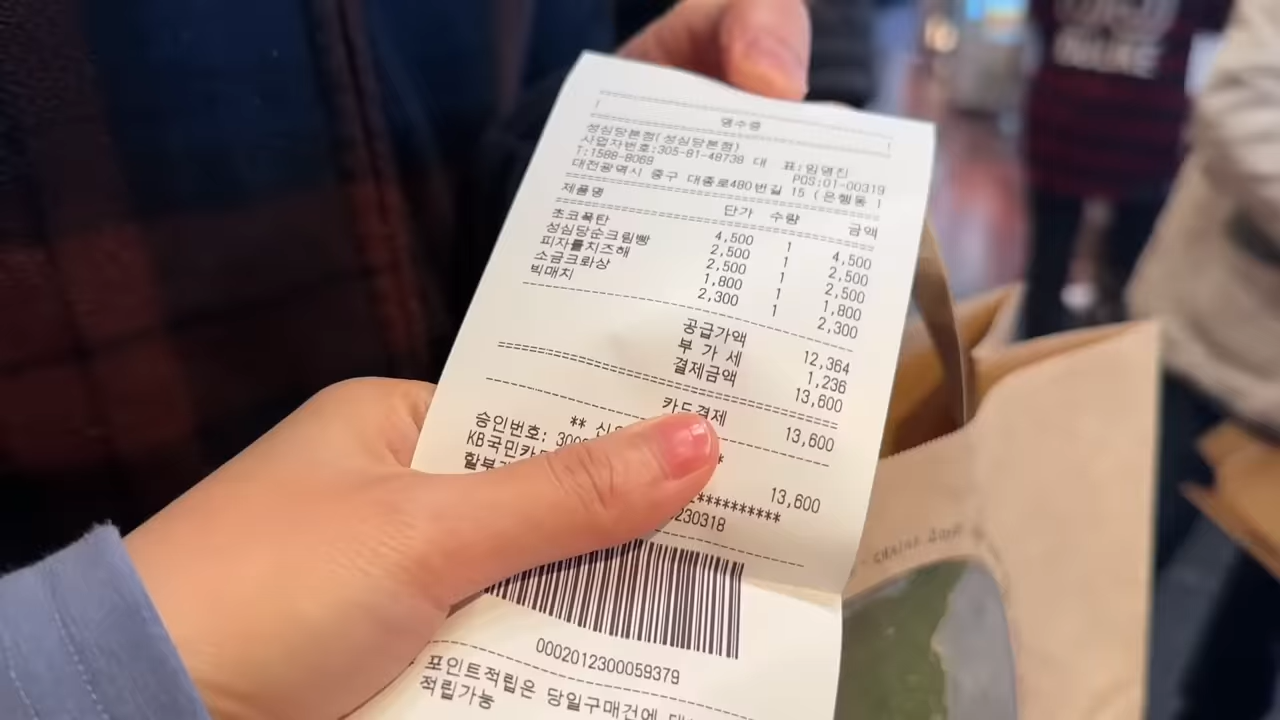 영수증
성심당본점(성심당본점)
사업자번호:305-81-48738 대 표:임영진
T:1588-8069 POS:01-00319
대전광역시 중구 대종로480번길 15 (은행동 1
제품명 단가 수량 금액
초코폭탄 4,500 1 4,500
성심당순크림빵 2,500 1 2,500
피자를치즈해 2,500 1 2,500
소금크롸상 1,800 1 1,800
빅매치 2,300 1 2,300
공급가액 12,364
부 가 세 1,236
결제금액 13,600
카드결제 13,600
**
승인번호: 300
KB국민카드 13,600
************
230318
0002012300059379
포인트적립은 당일구매건에
적립가능